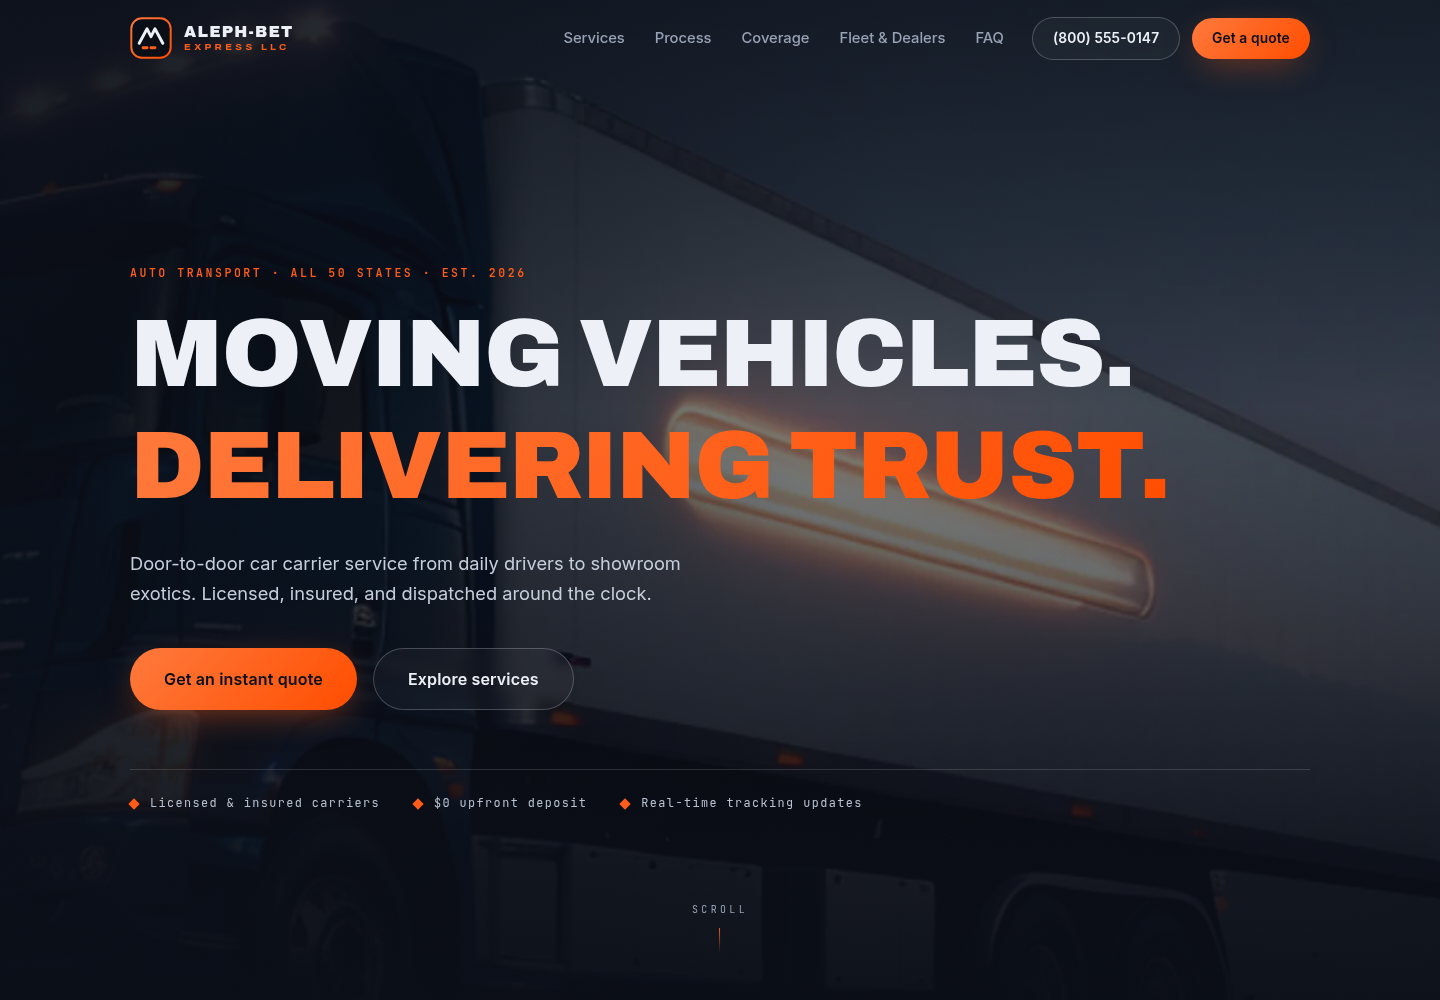 ALEPH-BET
EXPRESS LLC
Services Process Coverage Fleet & Dealers FAQ (800) 555-0147 Get a quote
AUTO TRANSPORT · ALL 50 STATES · EST. 2026
MOVING VEHICLES.
DELIVERING TRUST.
Door-to-door car carrier service from daily drivers to showroom
exotics. Licensed, insured, and dispatched around the clock.
Get an instant quote Explore services
Licensed & insured carriers $0 upfront deposit Real-time tracking updates
SCROLL